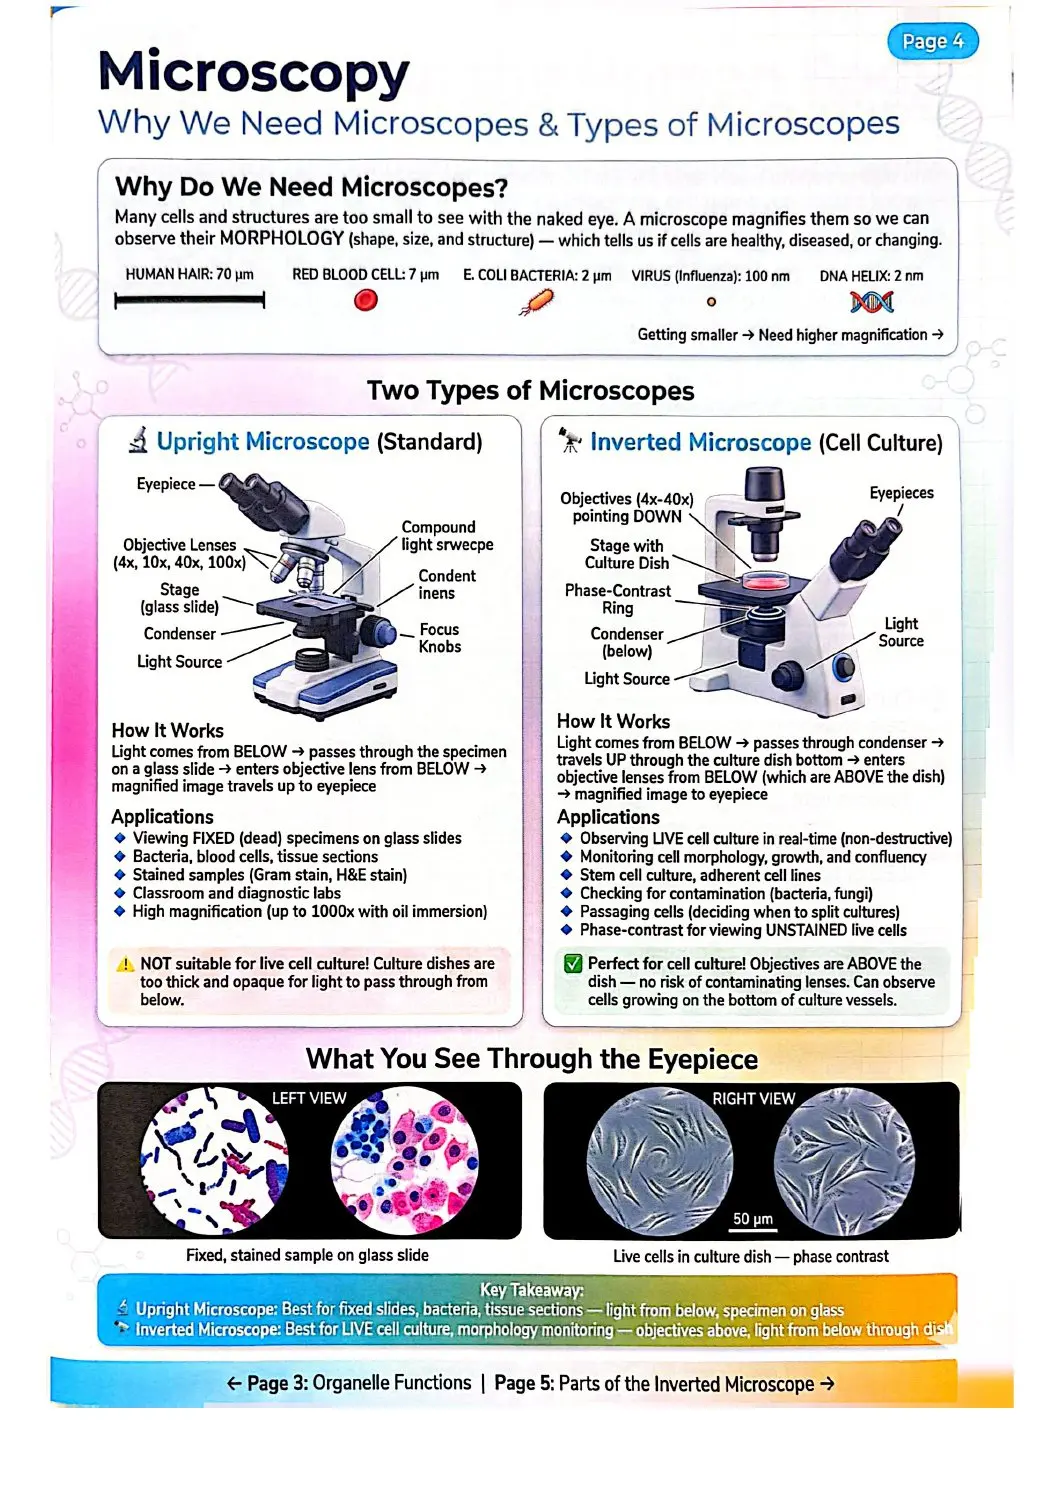 Page 4
Microscopy
Why We Need Microscopes & Types of Microscopes
Why Do We Need Microscopes?
Many cells and structures are too small to see with the naked eye. A microscope magnifies them so we can
observe their MORPHOLOGY (shape, size, and structure) — which tells us if cells are healthy, diseased, or changing.
HUMAN HAIR: 70 µm
RED BLOOD CELL: 7 µm
E. COLI BACTERIA: 2 µm
VIRUS (Influenza): 100 nm
DNA HELIX: 2 nm
Getting smaller → Need higher magnification →
Two Types of Microscopes
Upright Microscope (Standard)
Eyepiece
Objective Lenses
(4x, 10x, 40x, 100x)
Stage
(glass slide)
Condenser
Light Source
Compound
light srwecpe
Condent
inens
Focus
Knobs
How It Works
Light comes from BELOW → passes through the specimen
on a glass slide → enters objective lens from BELOW →
magnified image travels up to eyepiece
Applications
Viewing FIXED (dead) specimens on glass slides
Bacteria, blood cells, tissue sections
Stained samples (Gram stain, H&E stain)
Classroom and diagnostic labs
High magnification (up to 1000x with oil immersion)
NOT suitable for live cell culture! Culture dishes are
too thick and opaque for light to pass through from
below.
Inverted Microscope (Cell Culture)
Objectives (4x-40x)
pointing DOWN
Stage with
Culture Dish
Phase-Contrast
Ring
Condenser
(below)
Light Source
Eyepieces
Light
Source
How It Works
Light comes from BELOW → passes through condenser →
travels UP through the culture dish bottom → enters
objective lenses from BELOW (which are ABOVE the dish)
→ magnified image to eyepiece
Applications
Observing LIVE cell culture in real-time (non-destructive)
Monitoring cell morphology, growth, and confluency
Stem cell culture, adherent cell lines
Checking for contamination (bacteria, fungi)
Passaging cells (deciding when to split cultures)
Phase-contrast for viewing UNSTAINED live cells
Perfect for cell culture! Objectives are ABOVE the
dish — no risk of contaminating lenses. Can observe
cells growing on the bottom of culture vessels.
What You See Through the Eyepiece
LEFT VIEW
RIGHT VIEW
50 µm
Fixed, stained sample on glass slide
Live cells in culture dish — phase contrast
Key Takeaway:
Upright Microscope: Best for fixed slides, bacteria, tissue sections — light from below, specimen on glass
Inverted Microscope: Best for LIVE cell culture, morphology monitoring — objectives above, light from below through dish
← Page 3: Organelle Functions | Page 5: Parts of the Inverted Microscope →